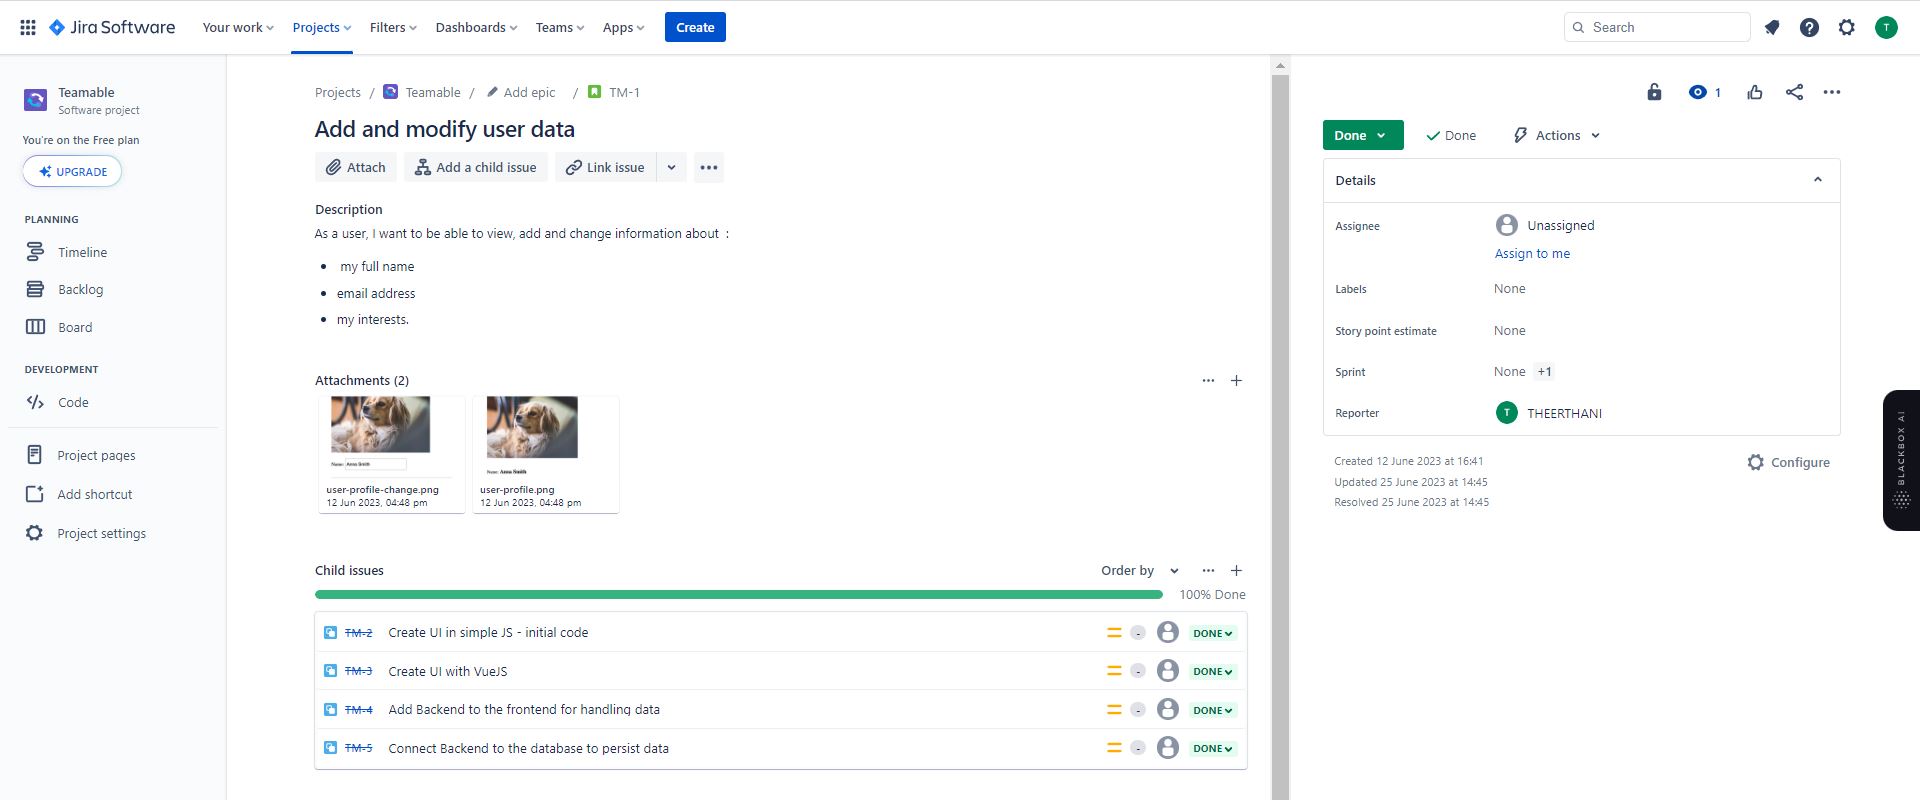 Jira Software
Your work
Projects
Filters
Dashboards
Teams
Apps
Create
Search
T
Teamable
Software project
You're on the Free plan
UPGRADE
PLANNING
Timeline
Backlog
Board
DEVELOPMENT
Code
Project pages
Add shortcut
Project settings
Projects / Teamable / Add epic / TM-1
Add and modify user data
Attach
Add a child issue
Link issue
Description
As a user, I want to be able to view, add and change information about :
• my full name
• email address
• my interests.
Attachments (2)
Name: Anna Smith
user-profile-change.png
12 Jun 2023, 04:48 pm
Name: Anna Smith
user-profile.png
12 Jun 2023, 04:48 pm
Child issues
Order by
100% Done
TM-2 Create UI in simple JS - initial code - DONE
TM-3 Create UI with VueJS - DONE
TM-4 Add Backend to the frontend for handling data - DONE
TM-5 Connect Backend to the database to persist data - DONE
1
Done
Done
Actions
Details
Assignee
Unassigned
Assign to me
Labels
None
Story point estimate
None
Sprint
None +1
Reporter
T THEERTHANI
Created 12 June 2023 at 16:41
Updated 25 June 2023 at 14:45
Resolved 25 June 2023 at 14:45
Configure
BLACKBOX AI